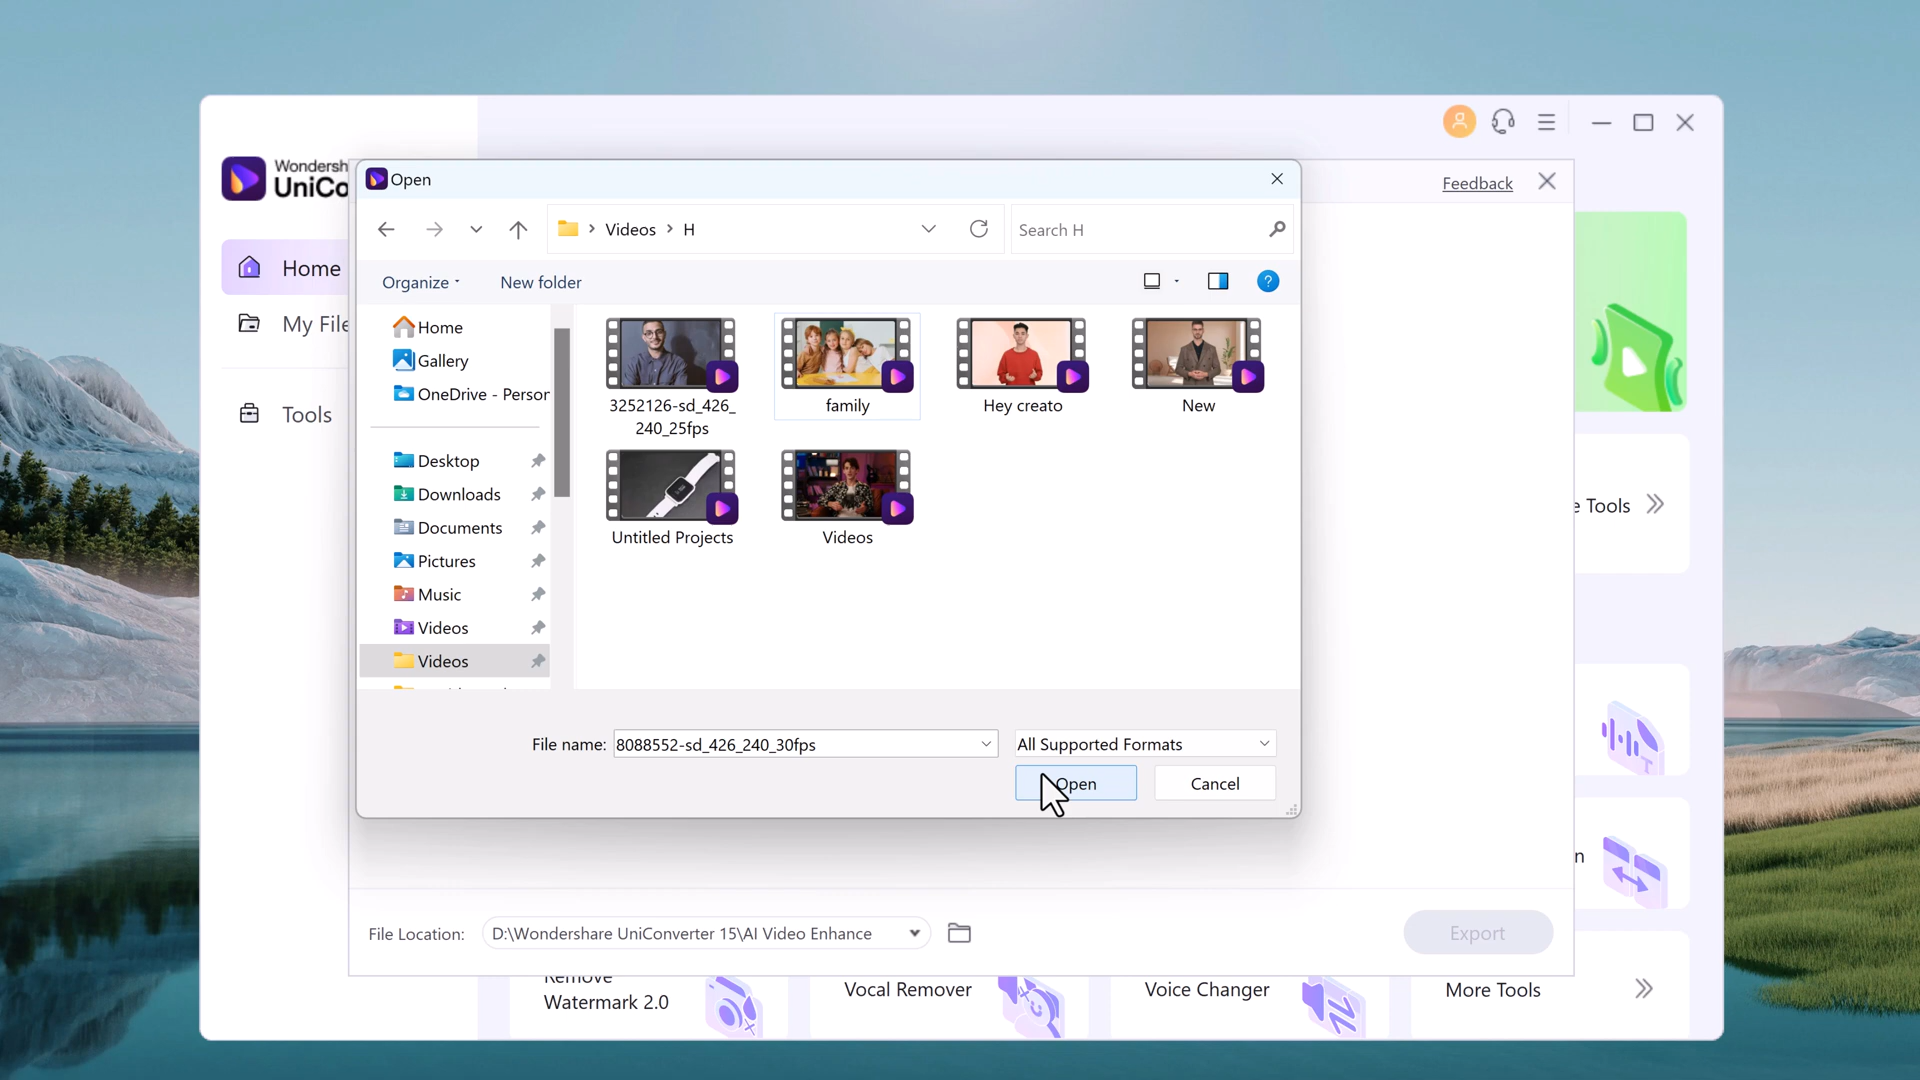 Wondersh
UniCo
Home
My File
Tools
Feedback
Open
Videos
H
Search H
Organize
New folder
?
Home
Gallery
OneDrive - Person
Desktop
Downloads
Documents
Pictures
Music
Videos
Videos
3252126-sd_426_
240_25fps
family
Hey creato
New
Untitled Projects
Videos
File name:
8088552-sd_426_240_30fps
All Supported Formats
Open
Cancel
e Tools
T
n
File Location:
D:\Wondershare UniConverter 15\AI Video Enhance
Export
Remove
Watermark 2.0
Vocal Remover
Voice Changer
More Tools